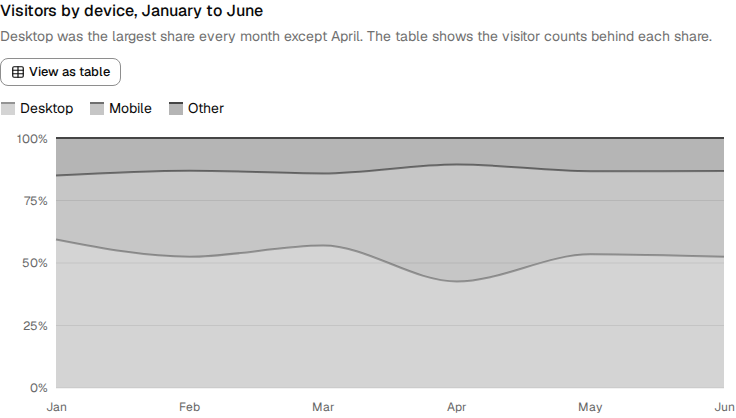 Visitors by device, January to June
Desktop was the largest share every month except April. The table shows the visitor counts behind each share.
View as table
Desktop Mobile Other
100%
75%
50%
25%
0%
Jan Feb Mar Apr May Jun